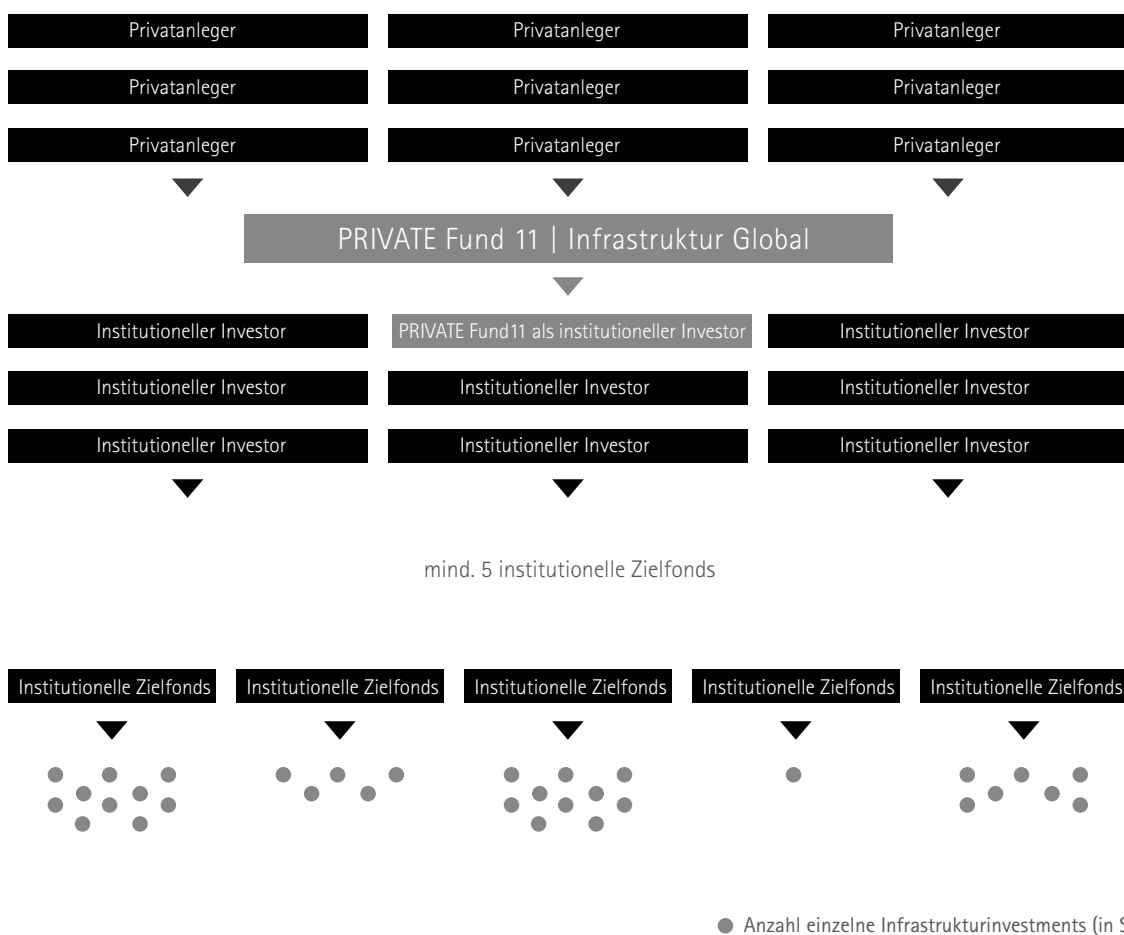 Privatanleger Privatanleger Privatanleger
Privatanleger Privatanleger Privatanleger
Privatanleger Privatanleger Privatanleger
PRIVATE Fund 11 | Infrastruktur Global
Institutioneller Investor PRIVATE Fund11 als institutioneller Investor Institutioneller Investor
Institutioneller Investor Institutioneller Investor Institutioneller Investor
Institutioneller Investor Institutioneller Investor Institutioneller Investor
mind. 5 institutionelle Zielfonds
Institutionelle Zielfonds Institutionelle Zielfonds Institutionelle Zielfonds Institutionelle Zielfonds Institutionelle Zielfonds
Anzahl einzelne Infrastrukturinvestments (in